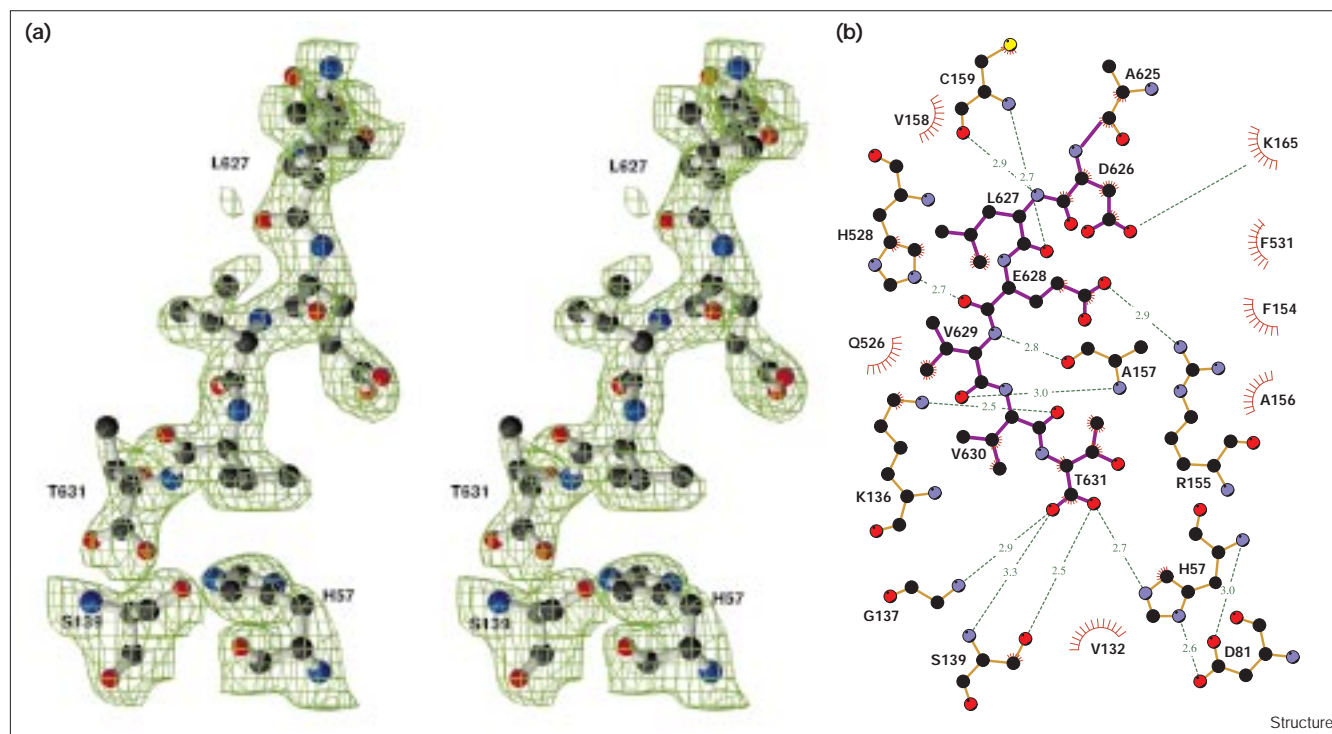 (a)
L627
T631
S139
H57
L627
T631
S139
H57
(b)
C159
A625
V158
K165
2.9
2.7
D626
L627
H528
F531
E628
2.7
2.9
F154
V629
Q526
2.8
A157
A156
3.0
2.5
V630
T631
R155
K136
2.9
3.3
2.5
2.7
H57
3.0
G137
V132
S139
2.6
D81
Structure